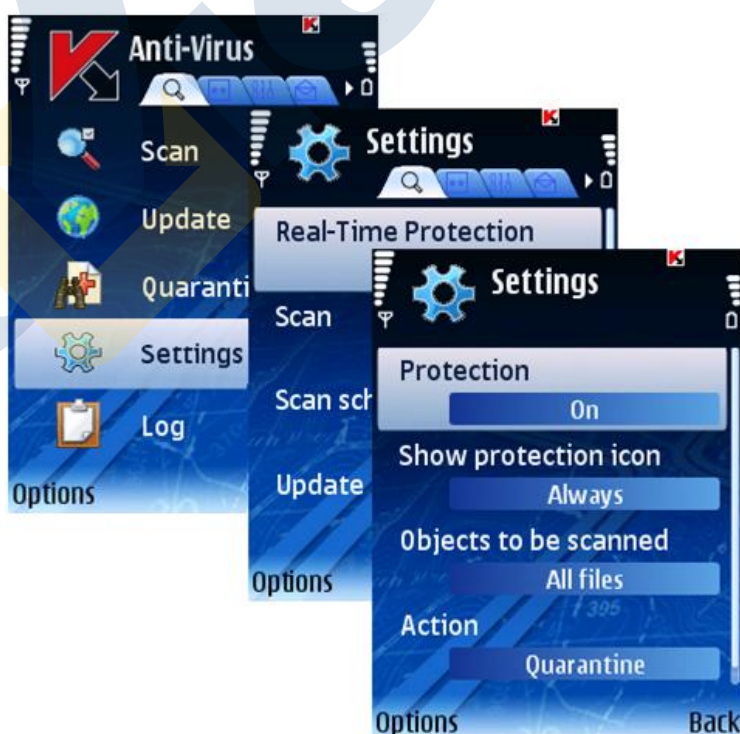 Anti-Virus
Scan
Update
Quaranti
Settings
Log
Options
Settings
Real-Time Protection
Scan
Scan sch
Update
Options
Settings
Protection
On
Show protection icon
Always
Objects to be scanned
All files
Action
Quarantine
Options
Back